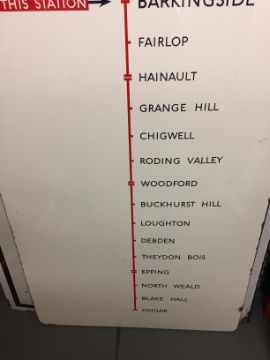 THIS STATION
BARKINGSIDE
FAIRLOP
HAINAULT
GRANGE HILL
CHIGWELL
RODING VALLEY
WOODFORD
BUCKHURST HILL
LOUGHTON
DEBDEN
THEYDON BOIS
EPPING
NORTH WEALD
BLAKE HALL
ONGAR